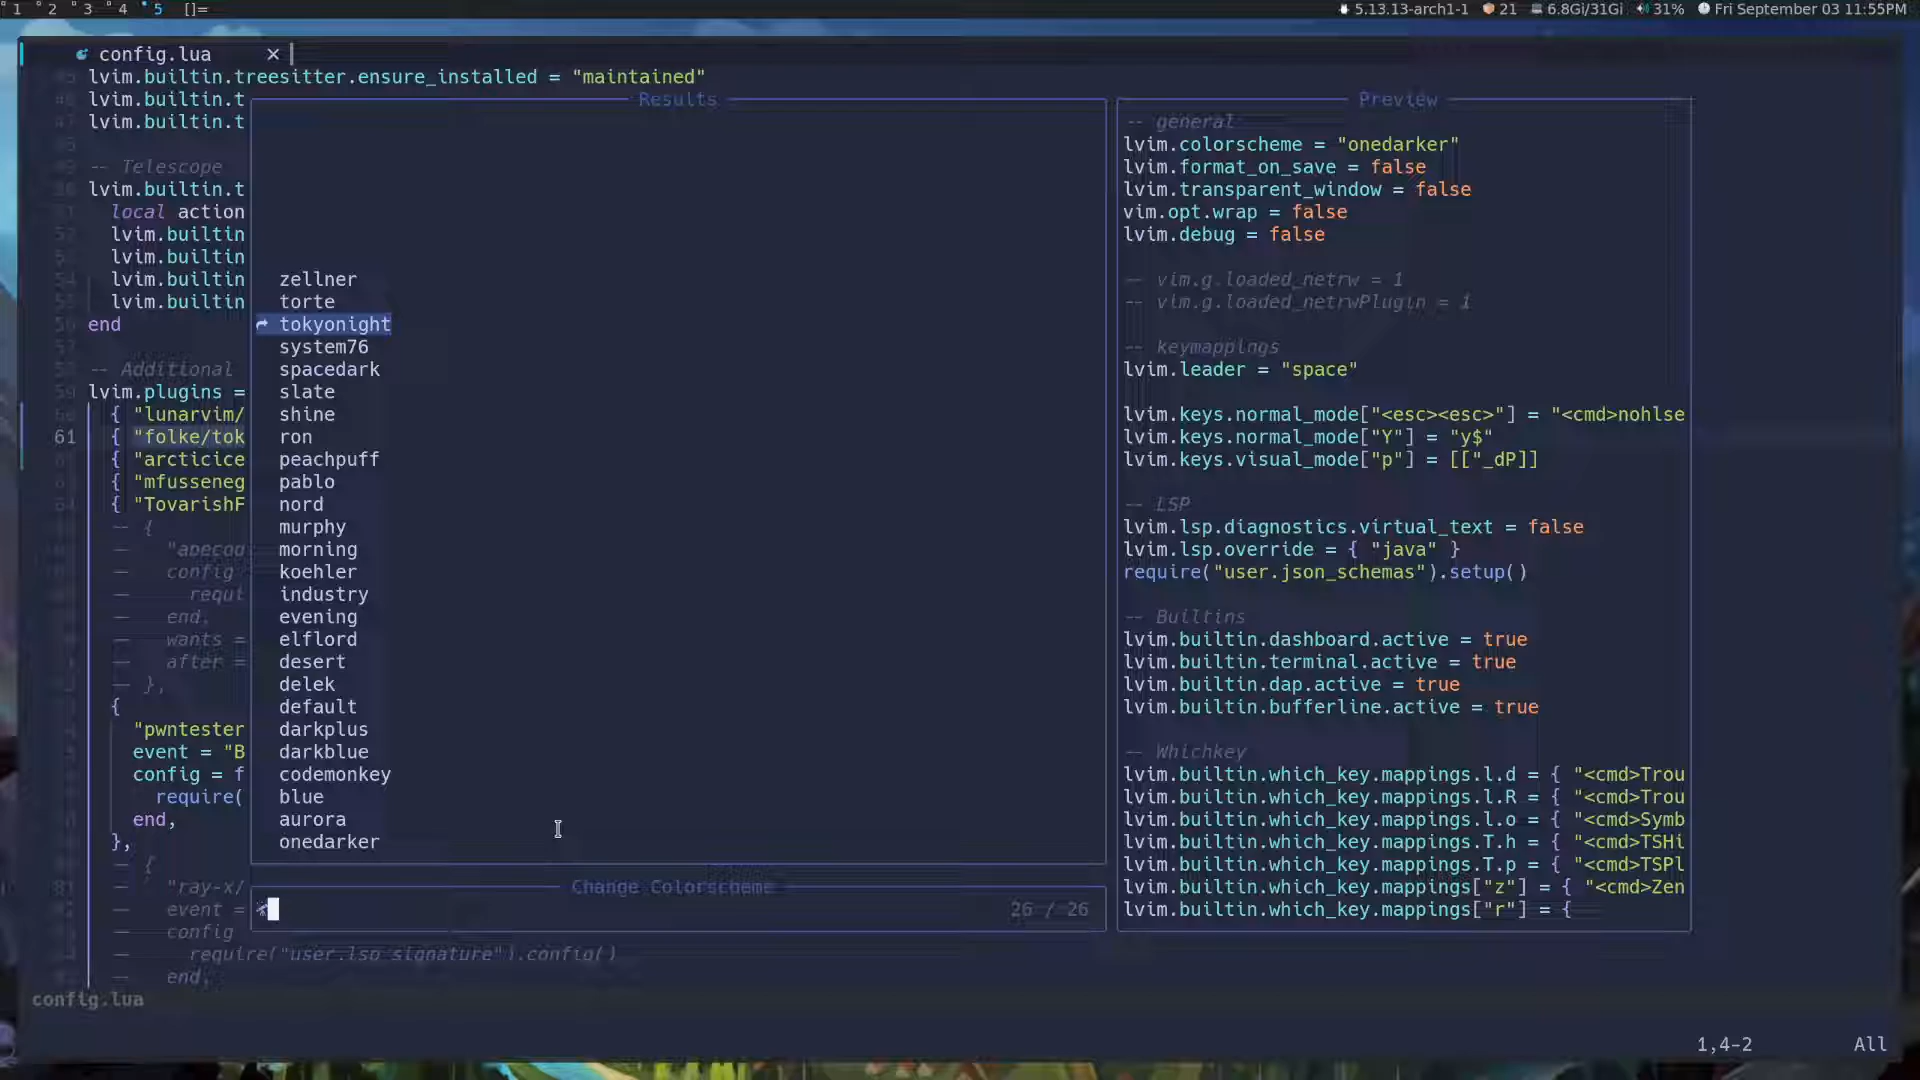 1 2 3 4 5 []=
5.13.13-arch1-1 21 6.8Gi/31Gi 31% Fri September 03 11:55PM
config.lua ×
lvim.builtin.treesitter.ensure_installed = "maintained"
lvim.builtin.t
lvim.builtin.t
-- Telescope
lvim.builtin.t
local action
lvim.builtin
lvim.builtin
lvim.builtin
lvim.builtin
end
-- Additional
lvim.plugins =
{ "lunarvim/
61 { "folke/tok
{ "arcticice
{ "mfusseneg
{ "TovarishF
-- {
--
-- config
--
-- end,
-- wants =
-- after =
-- },
{
"pwntester
event = "B
config = f
require(
end,
},
-- {
-- "ray-x/
-- event =
-- config
-- require("user.lsp_signature").config()
-- end,
config.lua
Results
zellner
torte
tokyonight
system76
spacedark
slate
shine
ron
peachpuff
pablo
nord
murphy
morning
koehler
industry
evening
elflord
desert
delek
default
darkplus
darkblue
codemonkey
blue
aurora
onedarker
Change Colorscheme
26 / 26
Preview
-- general
lvim.colorscheme = "onedarker"
lvim.format_on_save = false
lvim.transparent_window = false
vim.opt.wrap = false
lvim.debug = false
-- vim.g.loaded_netrw = 1
-- vim.g.loaded_netrwPlugin = 1
-- keymappings
lvim.leader = "space"
lvim.keys.normal_mode["<esc><esc>"] = "<cmd>nohlse
lvim.keys.normal_mode["Y"] = "y$"
lvim.keys.visual_mode["p"] = [["_dP]]
-- LSP
lvim.lsp.diagnostics.virtual_text = false
lvim.lsp.override = { "java" }
require("user.json_schemas").setup()
-- Builtins
lvim.builtin.dashboard.active = true
lvim.builtin.terminal.active = true
lvim.builtin.dap.active = true
lvim.builtin.bufferline.active = true
-- Whichkey
lvim.builtin.which_key.mappings.l.d = { "<cmd>Trou
lvim.builtin.which_key.mappings.l.R = { "<cmd>Trou
lvim.builtin.which_key.mappings.l.o = { "<cmd>Symb
lvim.builtin.which_key.mappings.T.h = { "<cmd>TSHi
lvim.builtin.which_key.mappings.T.p = { "<cmd>TSPl
lvim.builtin.which_key.mappings["z"] = { "<cmd>Zen
lvim.builtin.which_key.mappings["r"] = {
1,4-2 All